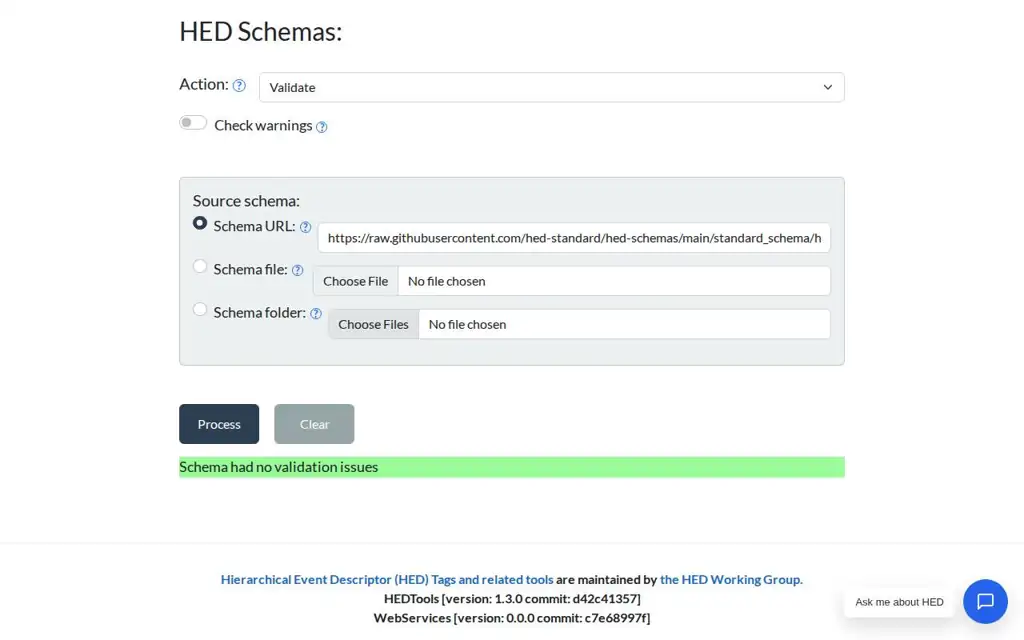 HED Schemas:
Action: ?
Validate
Check warnings ?
Source schema:
Schema URL: ?
https://raw.githubusercontent.com/hed-standard/hed-schemas/main/standard_schema/h
Schema file: ?
Choose File No file chosen
Schema folder: ?
Choose Files No file chosen
Process Clear
Schema had no validation issues
Hierarchical Event Descriptor (HED) Tags and related tools are maintained by the HED Working Group.
HEDTools [version: 1.3.0 commit: d42c41357]
WebServices [version: 0.0.0 commit: c7e68997f]
Ask me about HED